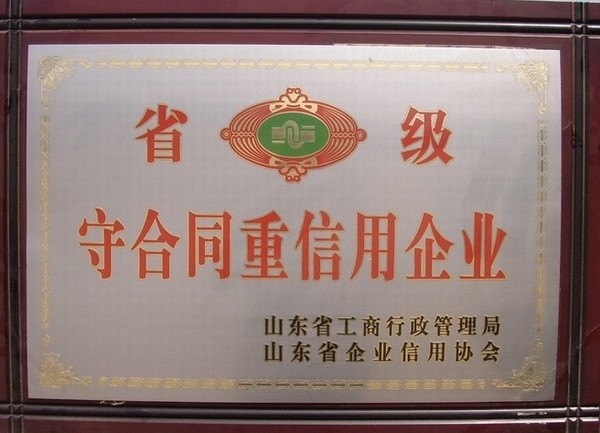 省级
守合同重信用企业
山东省工商行政管理局
山东省企业信用协会